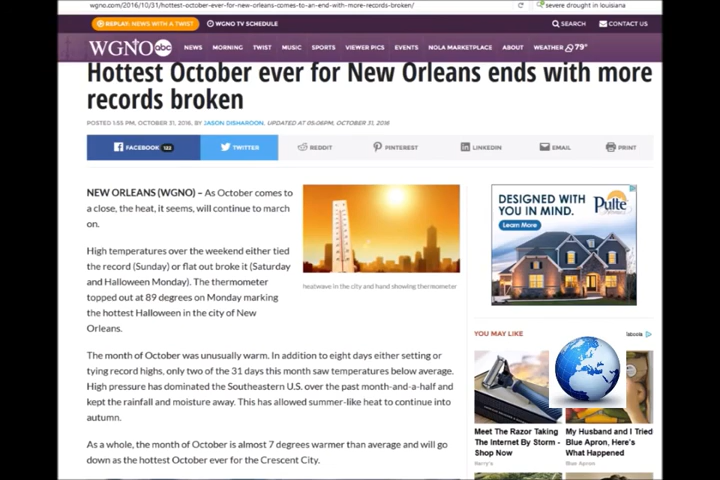 wgno.com/2016/10/31/hottest-october-ever-for-new-orleans-comes-to-an-end-with-more-records-broken/
severe drought in louisiana
REPLAY: NEWS WITH A TWIST
WGNO TV SCHEDULE
SEARCH
CONTACT US
WGNO abc
NEWS MORNING TWIST MUSIC SPORTS VIEWER PICS EVENTS NOLA MARKETPLACE ABOUT WEATHER 79°
Hottest October ever for New Orleans ends with more
records broken
POSTED 1:55 PM, OCTOBER 31, 2016, BY JASON DISHAROON, UPDATED AT 05:06PM, OCTOBER 31, 2016
FACEBOOK
TWITTER
REDDIT
PINTEREST
LINKEDIN
EMAIL
PRINT
NEW ORLEANS (WGNO) – As October comes to
a close, the heat, it seems, will continue to march
on.
High temperatures over the weekend either tied
the record (Sunday) or flat out broke it (Saturday
and Halloween Monday). The thermometer
topped out at 89 degrees on Monday marking
the hottest Halloween in the city of New
Orleans.
heatwave in the city and hand showing thermometer
The month of October was unusually warm. In addition to eight days either setting or
tying record highs, only two of the 31 days this month saw temperatures below average.
High pressure has dominated the Southeastern U.S. over the past month-and-a-half and
kept the rainfall and moisture away. This has allowed summer-like heat to continue into
autumn.
As a whole, the month of October is almost 7 degrees warmer than average and will go
down as the hottest October ever for the Crescent City.
DESIGNED WITH
YOU IN MIND.
Learn More
Pulte
YOU MAY LIKE
Taboola
Meet The Razor Taking
The Internet By Storm -
Shop Now
Harry's
My Husband and I Tried
Blue Apron, Here's
What Happened
Blue Apron